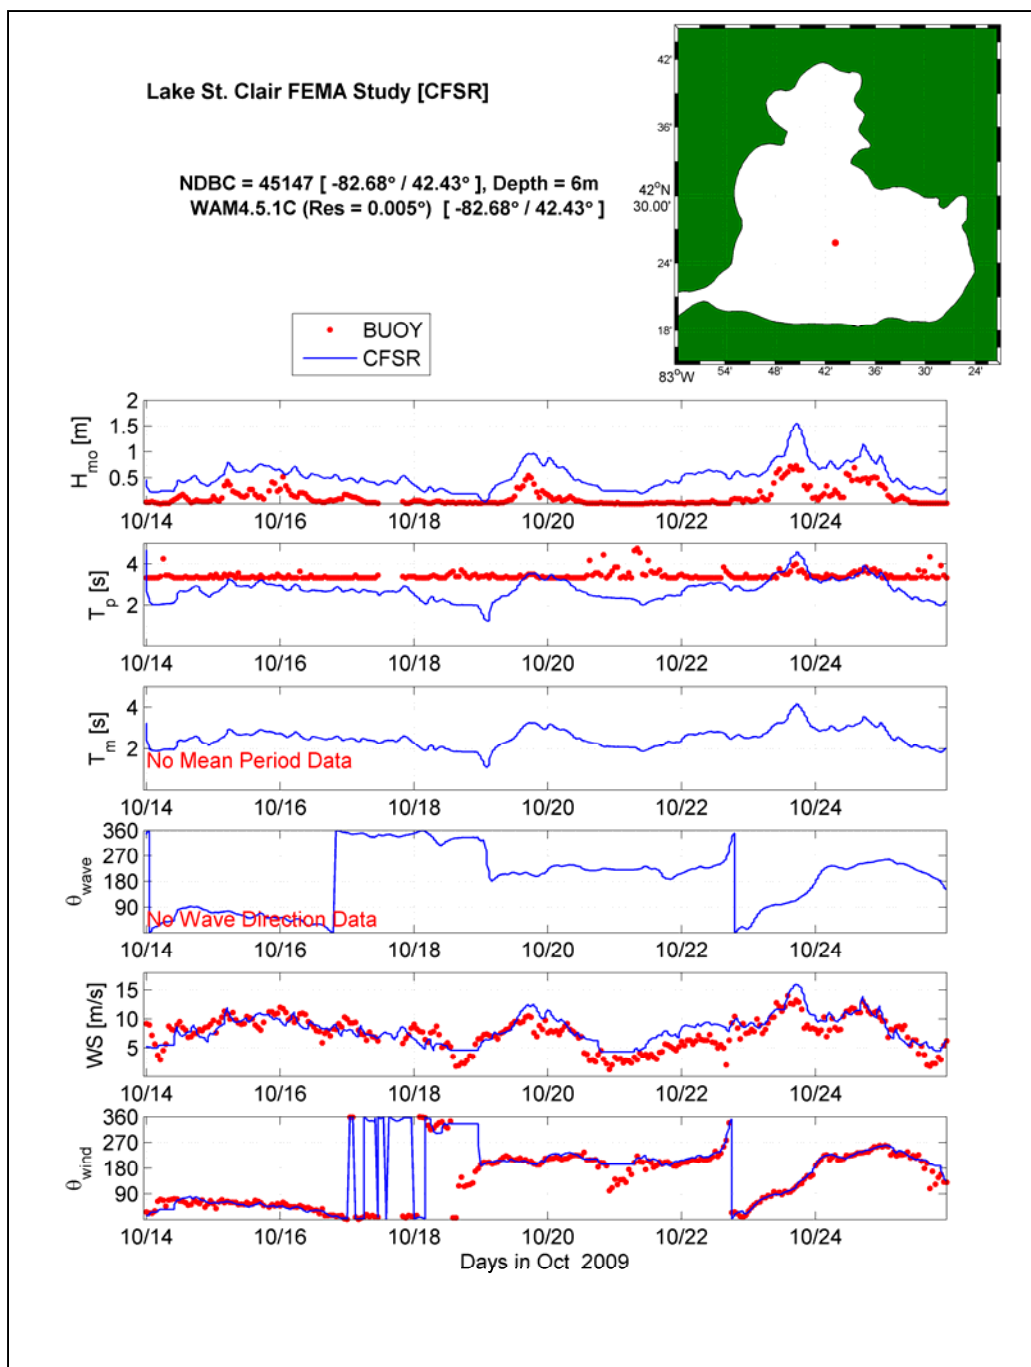 Lake St. Clair FEMA Study [CFSR]
NDBC = 45147 [ -82.68° / 42.43° ], Depth = 6m
WAM4.5.1C (Res = 0.005°) [ -82.68° / 42.43° ]
42'
36'
42°N
30.00'
24'
18'
83°W
54'
48'
42'
36'
30'
24'
BUOY
CFSR
H_mo [m]
2
1.5
1
0.5
10/14 10/16 10/18 10/20 10/22 10/24
T_p [s]
4
2
10/14 10/16 10/18 10/20 10/22 10/24
T_m [s]
4
2
No Mean Period Data
10/14 10/16 10/18 10/20 10/22 10/24
θ_wave
360
270
180
90
No Wave Direction Data
10/14 10/16 10/18 10/20 10/22 10/24
WS [m/s]
15
10
5
10/14 10/16 10/18 10/20 10/22 10/24
θ_wind
360
270
180
90
10/14 10/16 10/18 10/20 10/22 10/24
Days in Oct 2009